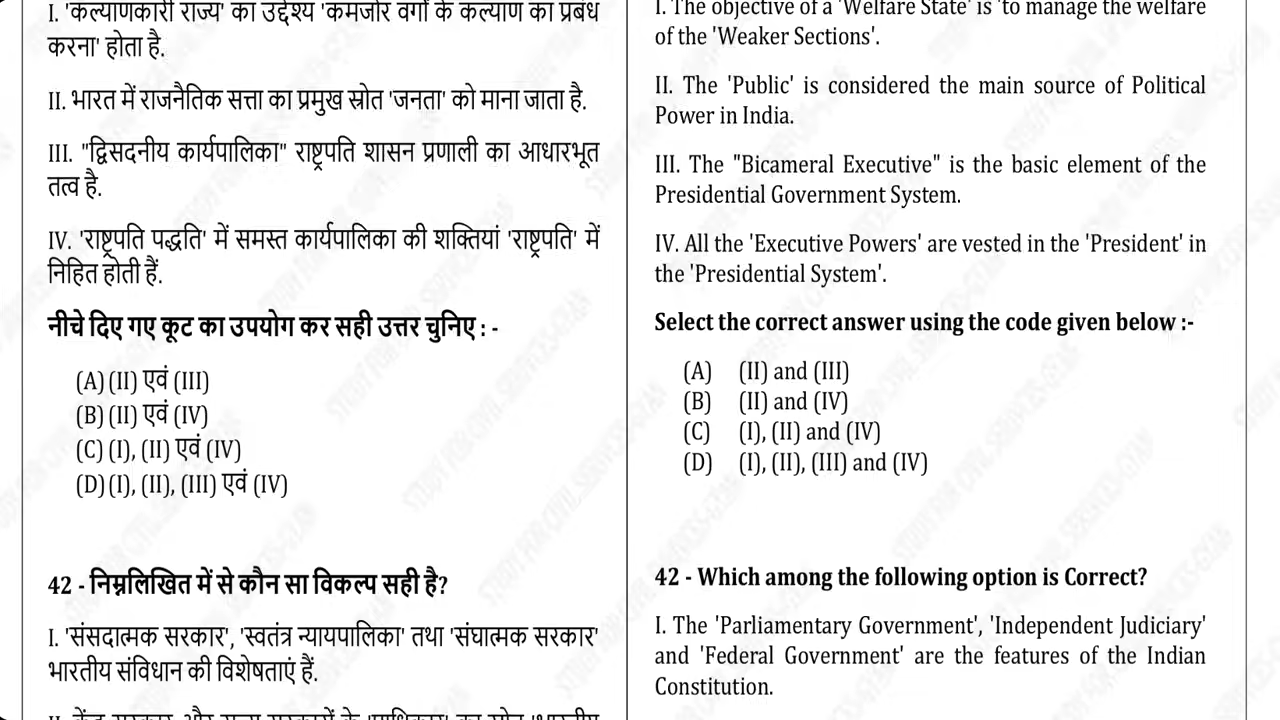 I. 'कल्याणकारी राज्य' का उद्देश्य 'कमजोर वर्गों के कल्याण का प्रबंध
करना' होता है.
II. भारत में राजनैतिक सत्ता का प्रमुख स्रोत 'जनता' को माना जाता है.
III. "द्विसदनीय कार्यपालिका" राष्ट्रपति शासन प्रणाली का आधारभूत
तत्व है.
IV. 'राष्ट्रपति पद्धति' में समस्त कार्यपालिका की शक्तियां 'राष्ट्रपति' में
निहित होती हैं.
नीचे दिए गए कूट का उपयोग कर सही उत्तर चुनिए : -
(A) (II) एवं (III)
(B) (II) एवं (IV)
(C) (I), (II) एवं (IV)
(D) (I), (II), (III) एवं (IV)
42 - निम्नलिखित में से कौन सा विकल्प सही है?
I. 'संसदात्मक सरकार', 'स्वतंत्र न्यायपालिका' तथा 'संघात्मक सरकार'
भारतीय संविधान की विशेषताएं हैं.
II. केंद्र सरकार और राज्य सरकारों के 'प्राधिकार' का स्रोत 'भारतीय
I. The objective of a 'Welfare State' is 'to manage the welfare
of the 'Weaker Sections'.
II. The 'Public' is considered the main source of Political
Power in India.
III. The "Bicameral Executive" is the basic element of the
Presidential Government System.
IV. All the 'Executive Powers' are vested in the 'President' in
the 'Presidential System'.
Select the correct answer using the code given below :-
(A) (II) and (III)
(B) (II) and (IV)
(C) (I), (II) and (IV)
(D) (I), (II), (III) and (IV)
42 - Which among the following option is Correct?
I. The 'Parliamentary Government', 'Independent Judiciary'
and 'Federal Government' are the features of the Indian
Constitution.